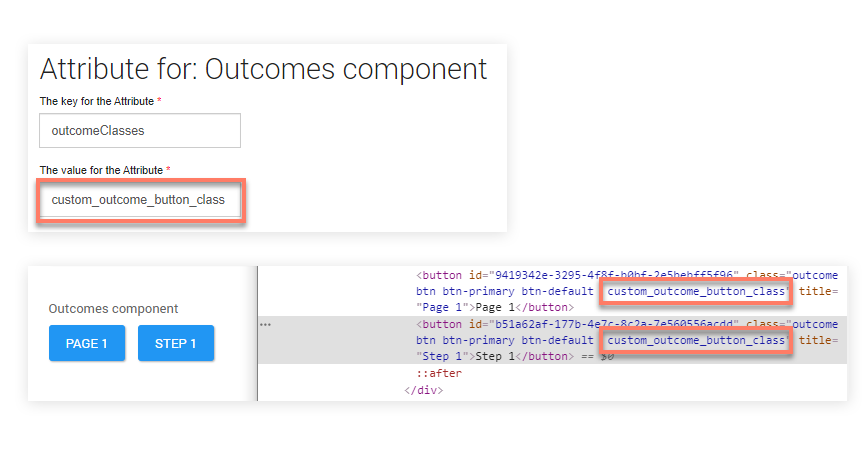 Attribute for: Outcomes component
The key for the Attribute *
outcomeClasses
The value for the Attribute *
custom_outcome_button_class
Outcomes component
PAGE 1
STEP 1
<button id="9419342e-3295-4f8f-b0bf-2e5bebff5f96" class="outcome
btn btn-primary btn-default custom_outcome_button_class" title=
"Page 1">Page 1</button>
<button id="b51a62af-177b-4e7c-8c2a-7e560556acdd" class="outcome
btn btn-primary btn-default custom_outcome_button_class" title=
"Step 1">Step 1</button> == $0
::after
</div>